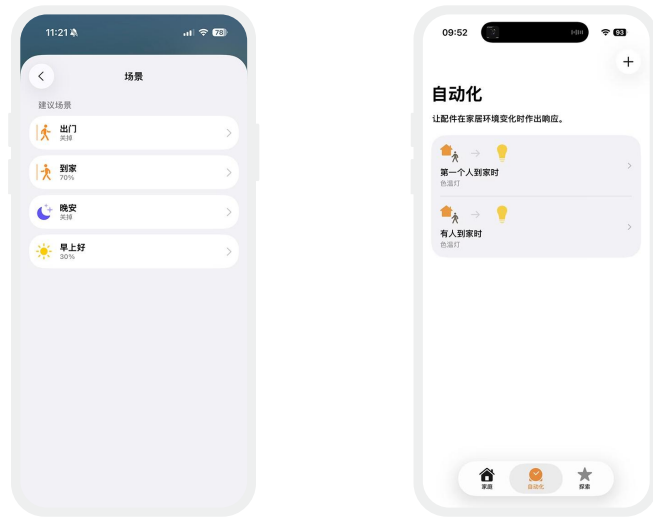 11:21
78
场景
建议场景
出门
关掉
到家
70%
晚安
关掉
早上好
30%
09:52
93
自动化
让配件在家居环境变化时作出响应。
第一个人到家时
色温灯
有人到家时
色温灯
家庭
自动化
探索